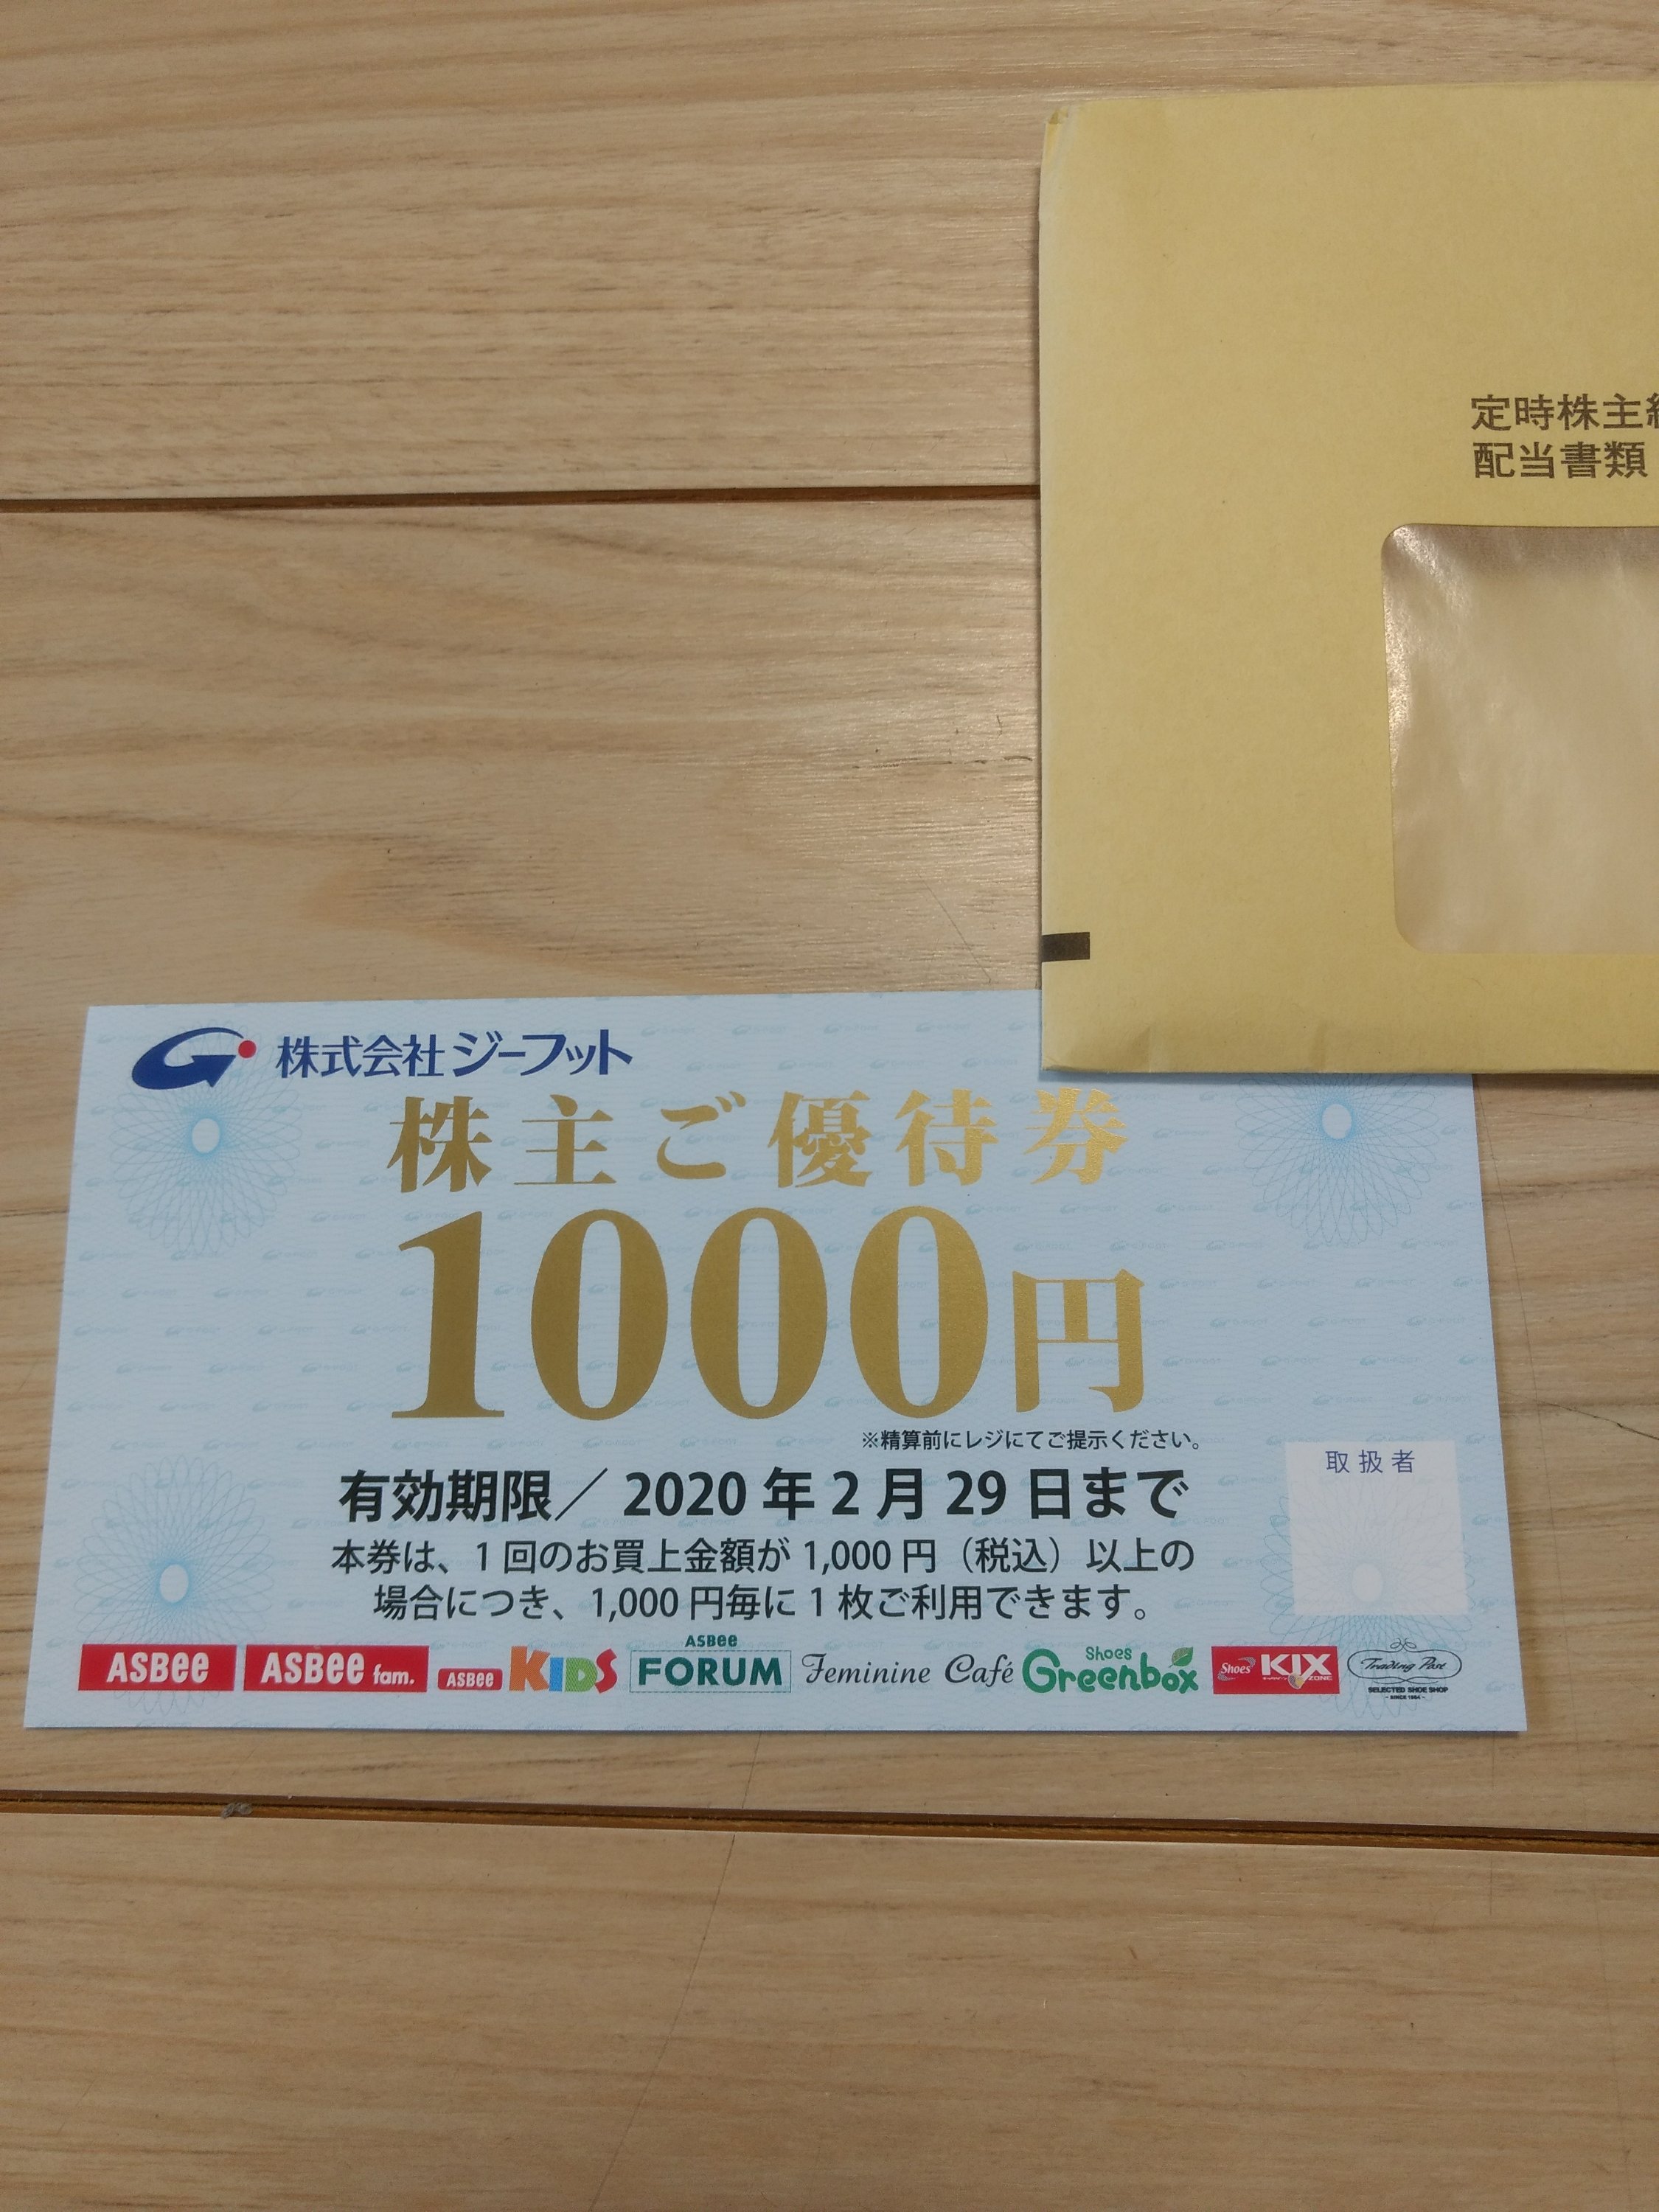 定時株主
配当書類
株式会社ジーフット
株主ご優待券
1000円
※精算前にレジにてご提示ください。
有効期限／2020年2月29日まで
取扱者
本券は、1回のお買上金額が1,000円（税込）以上の
場合につき、1,000円毎に1枚ご利用できます。
ASBee ASBee fam. ASBee KIDS ASBee FORUM Feminine Café Shoes Greenbox Shoes KIX ZONE Trading Post
SELECTED SHOE SHOP
- SINCE 1984 -